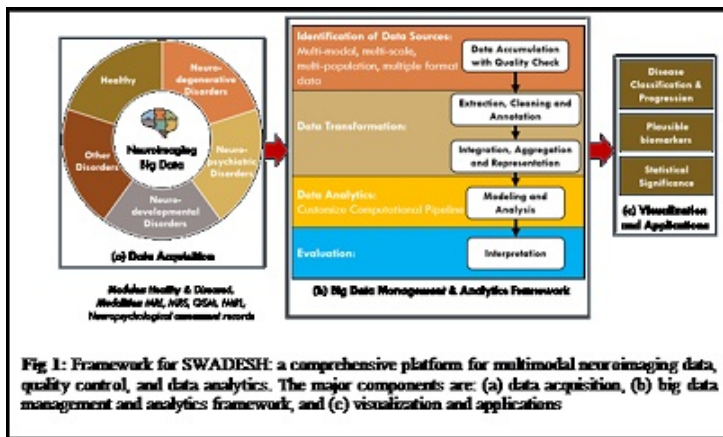 Healthy
Neuro-
degenerative
Disorders
Neuro-
psychiatric
Disorders
Neuro-
developmental
Disorders
Other
Disorders
Neuroimaging
Big Data
(a) Data Acquisition
Modules Healthy & Diseased,
Modalities MRI, MRS, QSM, fMRI,
Neuropsychological assessment records
Identification of Data Sources:
Multi-modal, multi-scale,
multi-population, multiple format
data
Data Accumulation
with Quality Check
Data Transformation:
Extraction, Cleaning and
Annotation
Integration, Aggregation
and Representation
Data Analytics:
Customize Computational Pipeline
Modeling and
Analysis
Evaluation:
Interpretation
(b) Big Data Management & Analytics Framework
Disease
Classification &
Progression
Plausible
biomarkers
Statistical
Significance
(c) Visualization
and Applications
Fig 1: Framework for SWADESH: a comprehensive platform for multimodal neuroimaging data,
quality control, and data analytics. The major components are: (a) data acquisition, (b) big data
management and analytics framework, and (c) visualization and applications